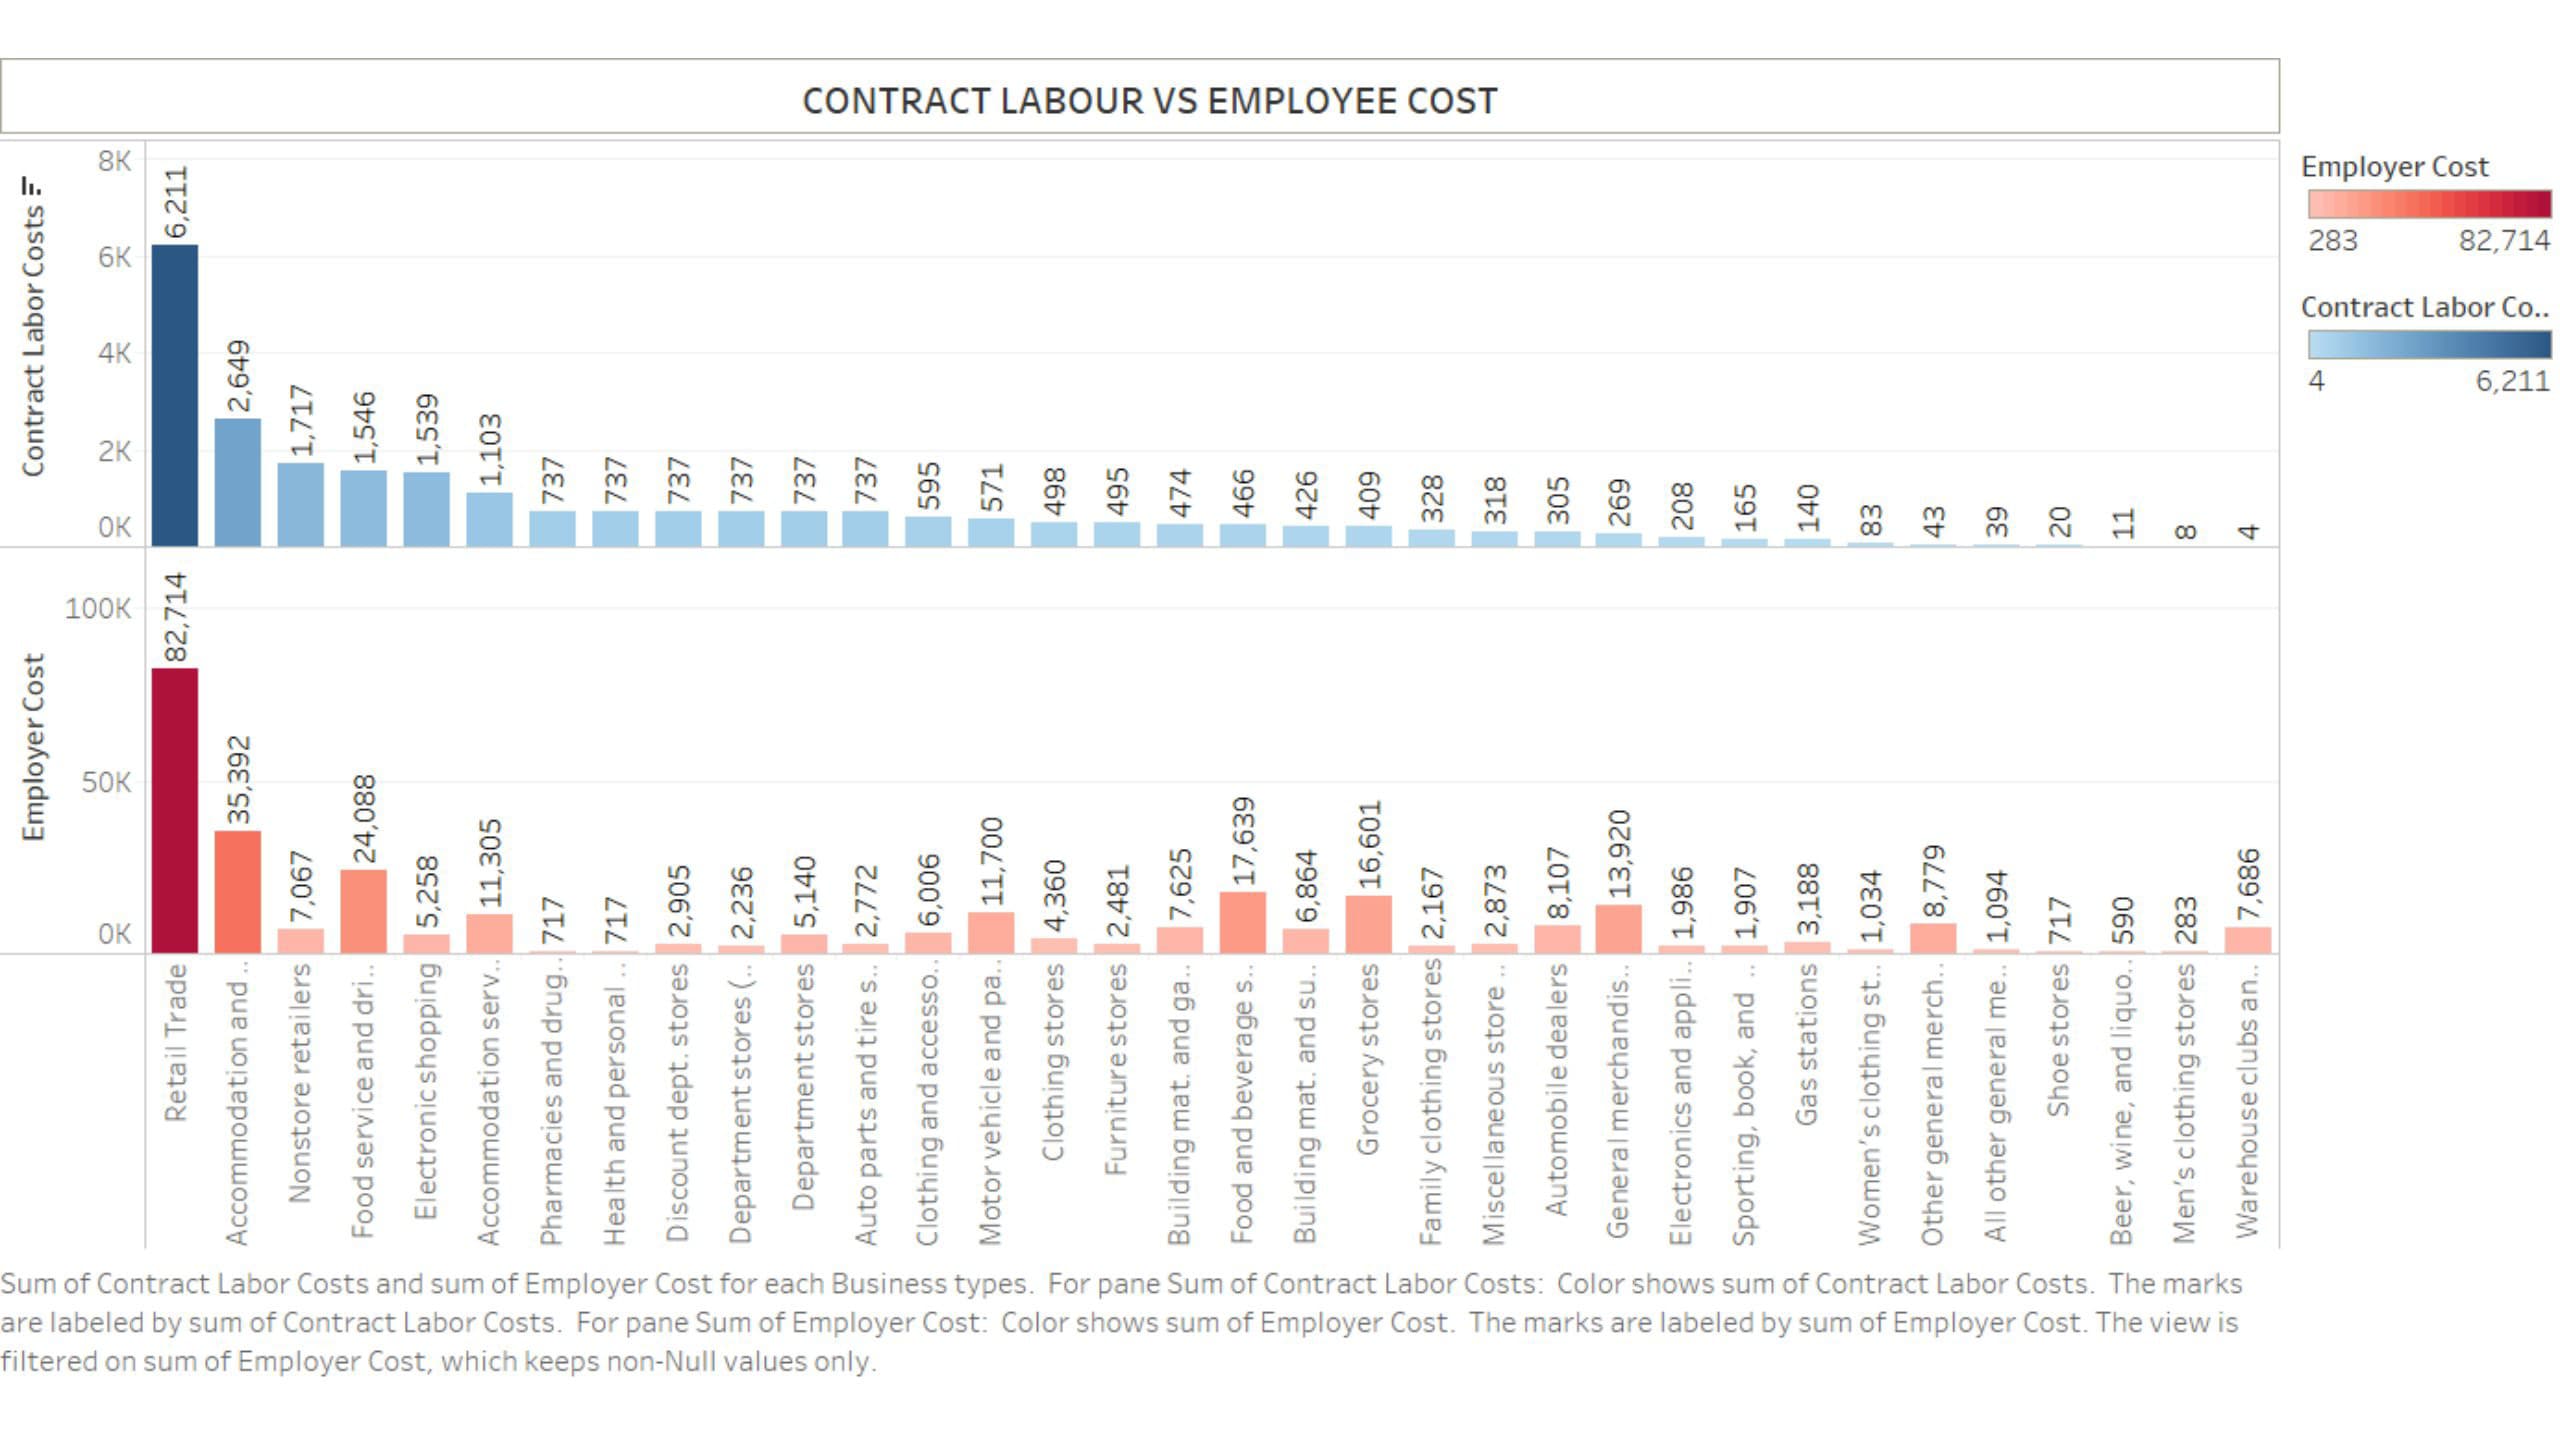 CONTRACT LABOUR VS EMPLOYEE COST
Contract Labor Costs
8K
6K
4K
2K
0K
6,211
2,649
1,717
1,546
1,539
1,103
737
737
737
737
737
737
595
571
498
495
474
466
426
409
328
318
305
269
208
165
140
83
43
39
20
11
8
4
Employer Cost
100K
50K
0K
82,714
35,392
7,067
24,088
5,258
11,305
717
717
2,905
2,236
5,140
2,772
6,006
11,700
4,360
2,481
7,625
17,639
6,864
16,601
2,167
2,873
8,107
13,920
1,986
1,907
3,188
1,034
8,779
1,094
717
590
283
7,686
Retail Trade
Accommodation and ..
Nonstore retailers
Food service and dri..
Electronic shopping
Accommodation serv..
Pharmacies and drug..
Health and personal ..
Discount dept. stores
Department stores (..
Department stores
Auto parts and tire s..
Clothing and accesso..
Motor vehicle and pa..
Clothing stores
Furniture stores
Building mat. and ga..
Food and beverage s..
Building mat. and su..
Grocery stores
Family clothing stores
Miscellaneous store ..
Automobile dealers
General merchandis..
Electronics and appli..
Sporting, book, and ..
Gas stations
Women's clothing st..
Other general merch..
All other general me..
Shoe stores
Beer, wine, and liquo..
Men's clothing stores
Warehouse clubs an..
Employer Cost
283 82,714
Contract Labor Co..
4 6,211
Sum of Contract Labor Costs and sum of Employer Cost for each Business types. For pane Sum of Contract Labor Costs: Color shows sum of Contract Labor Costs. The marks
are labeled by sum of Contract Labor Costs. For pane Sum of Employer Cost: Color shows sum of Employer Cost. The marks are labeled by sum of Employer Cost. The view is
filtered on sum of Employer Cost, which keeps non-Null values only.